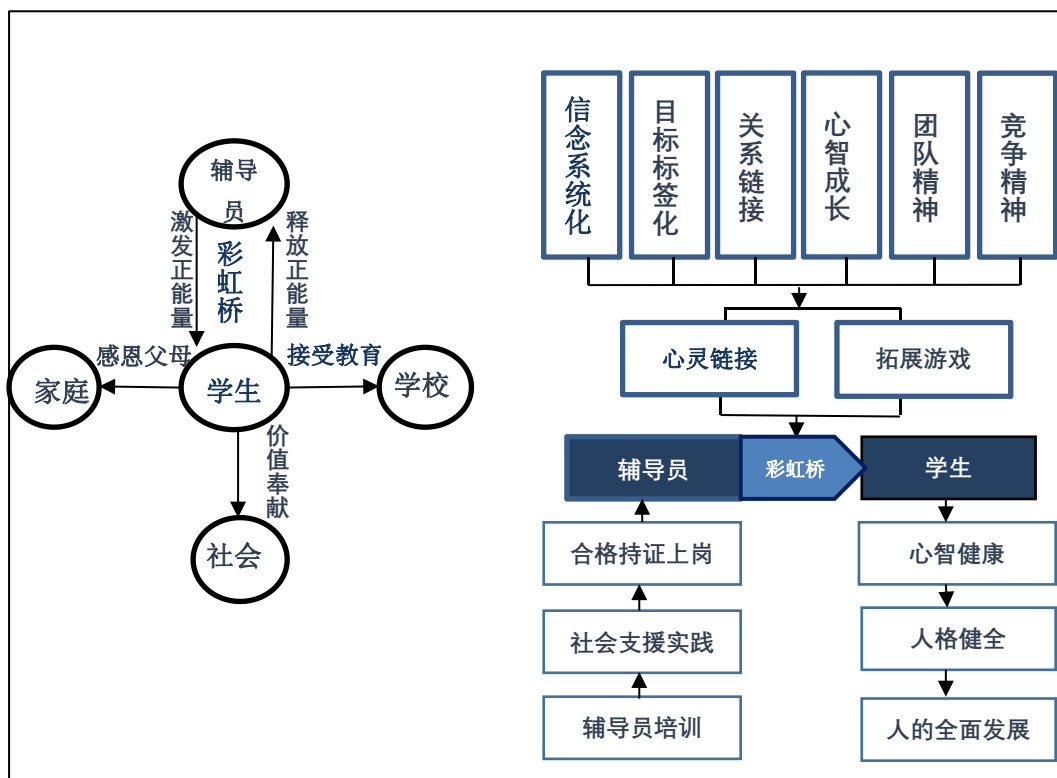 辅导
员
激发正能量
彩虹桥
释放正能量
感恩父母
接受教育
家庭
学生
学校
价值奉献
社会
信念系统化
目标标签化
关系链接
心智成长
团队精神
竞争精神
心灵链接
拓展游戏
辅导员
彩虹桥
学生
合格持证上岗
心智健康
社会支援实践
人格健全
辅导员培训
人的全面发展